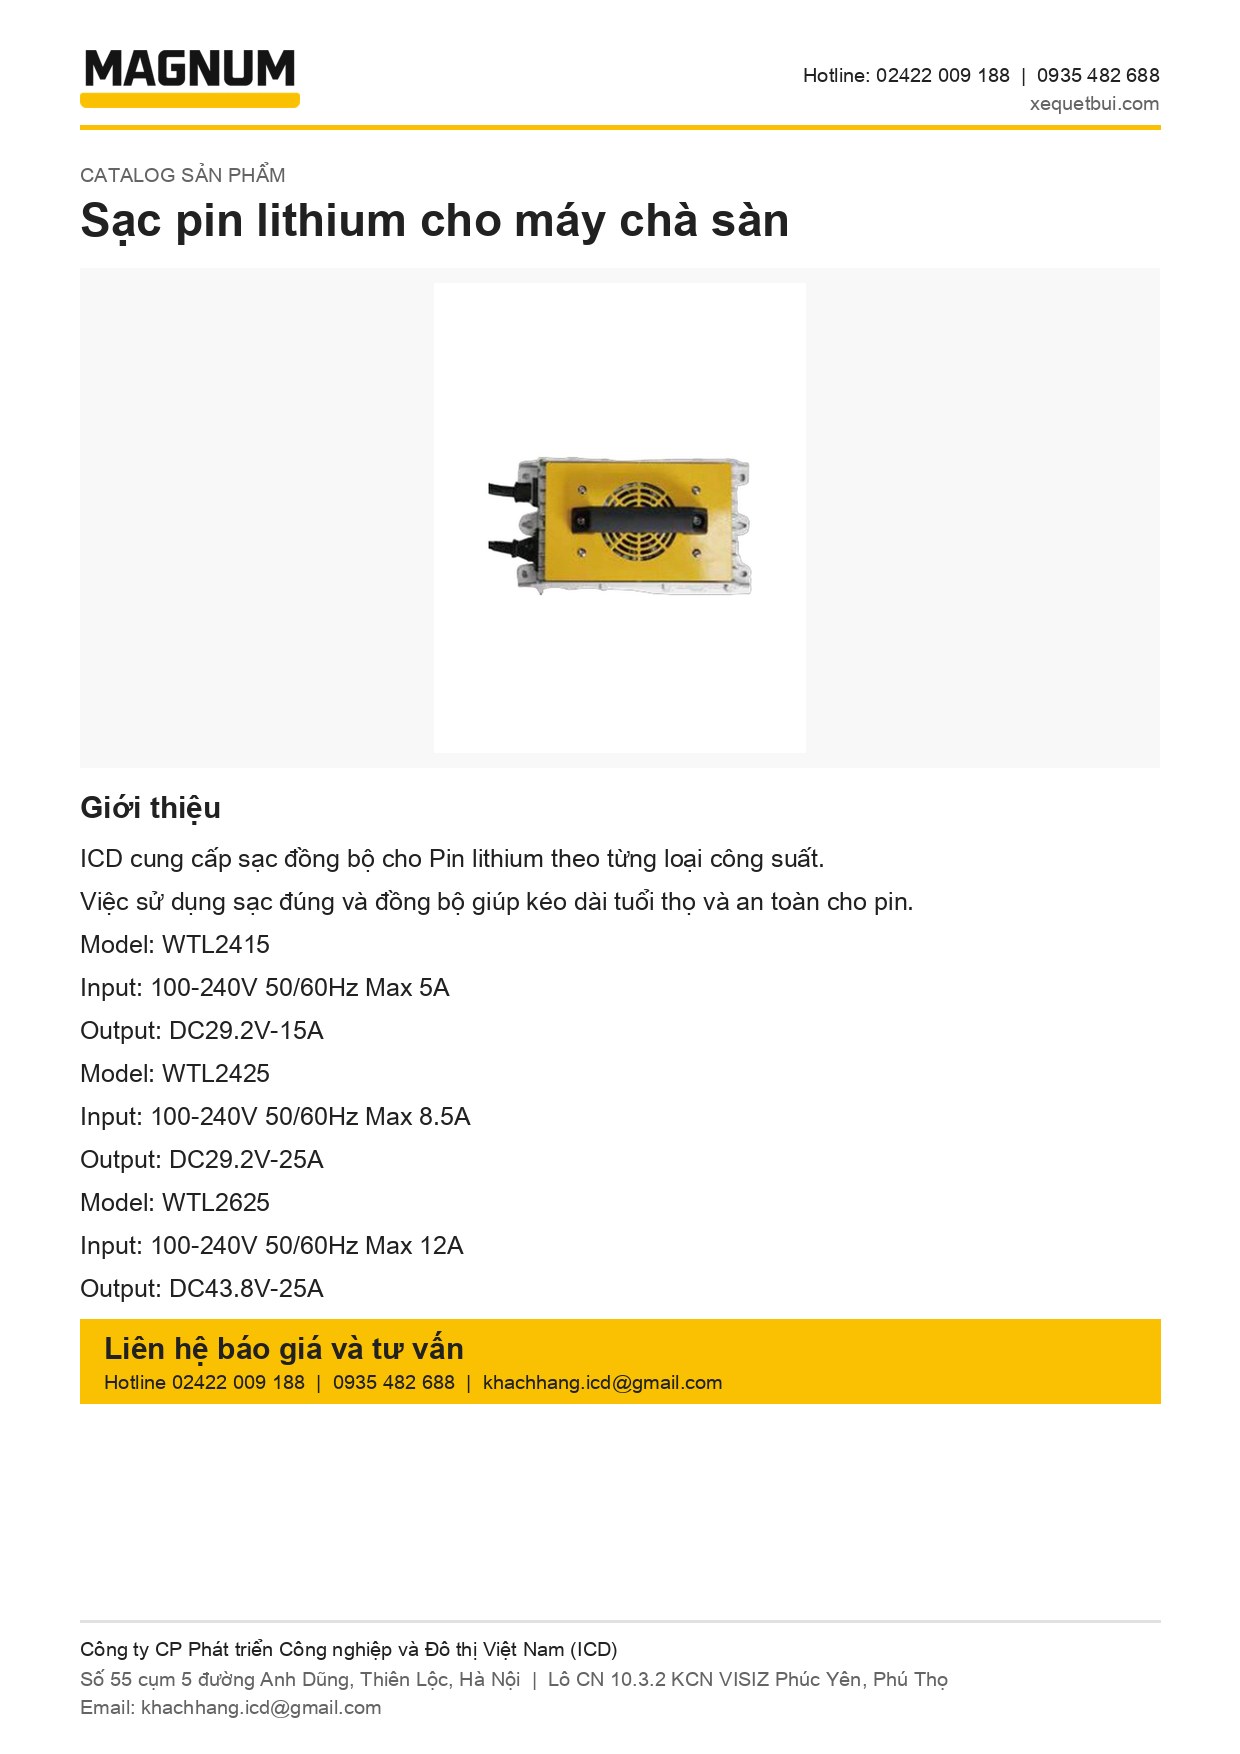 MAGNUM
Hotline: 02422 009 188 | 0935 482 688
xequetbui.com
CATALOG SẢN PHẨM
Sạc pin lithium cho máy chà sàn
Giới thiệu
ICD cung cấp sạc đồng bộ cho Pin lithium theo từng loại công suất.
Việc sử dụng sạc đúng và đồng bộ giúp kéo dài tuổi thọ và an toàn cho pin.
Model: WTL2415
Input: 100-240V 50/60Hz Max 5A
Output: DC29.2V-15A
Model: WTL2425
Input: 100-240V 50/60Hz Max 8.5A
Output: DC29.2V-25A
Model: WTL2625
Input: 100-240V 50/60Hz Max 12A
Output: DC43.8V-25A
Liên hệ báo giá và tư vấn
Hotline 02422 009 188 | 0935 482 688 | khachhang.icd@gmail.com
Công ty CP Phát triển Công nghiệp và Đô thị Việt Nam (ICD)
Số 55 cụm 5 đường Anh Dũng, Thiên Lộc, Hà Nội | Lô CN 10.3.2 KCN VISIZ Phúc Yên, Phú Thọ
Email: khachhang.icd@gmail.com